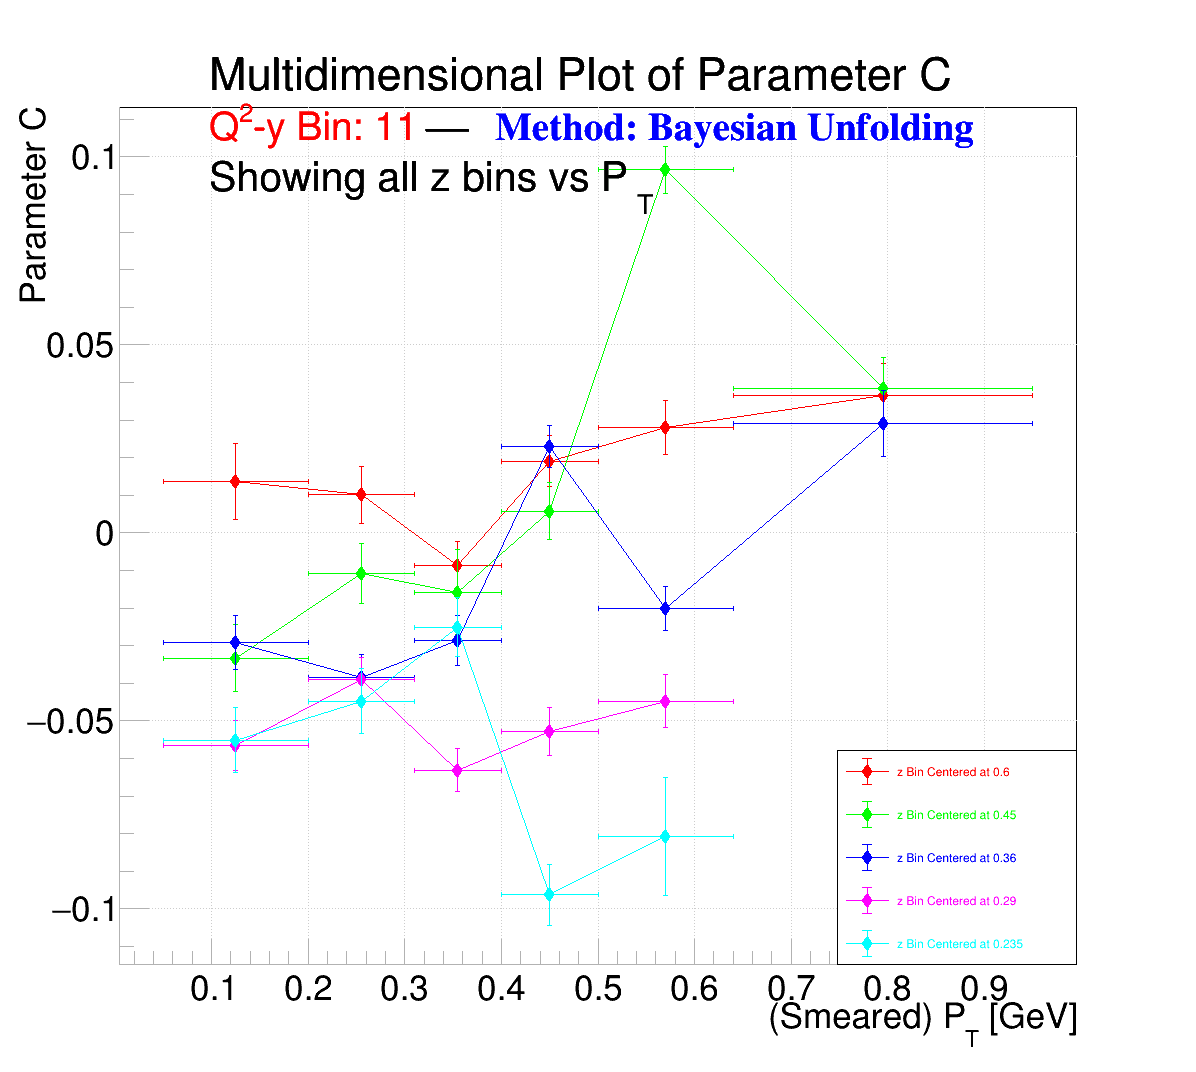 Multidimensional Plot of Parameter C
Q²-y Bin: 11 — Method: Bayesian Unfolding
Showing all z bins vs P_T
Parameter C
0.1
0.05
0
−0.05
−0.1
z Bin Centered at 0.6
z Bin Centered at 0.45
z Bin Centered at 0.36
z Bin Centered at 0.29
z Bin Centered at 0.235
0.1 0.2 0.3 0.4 0.5 0.6 0.7 0.8 0.9
(Smeared) P_T [GeV]